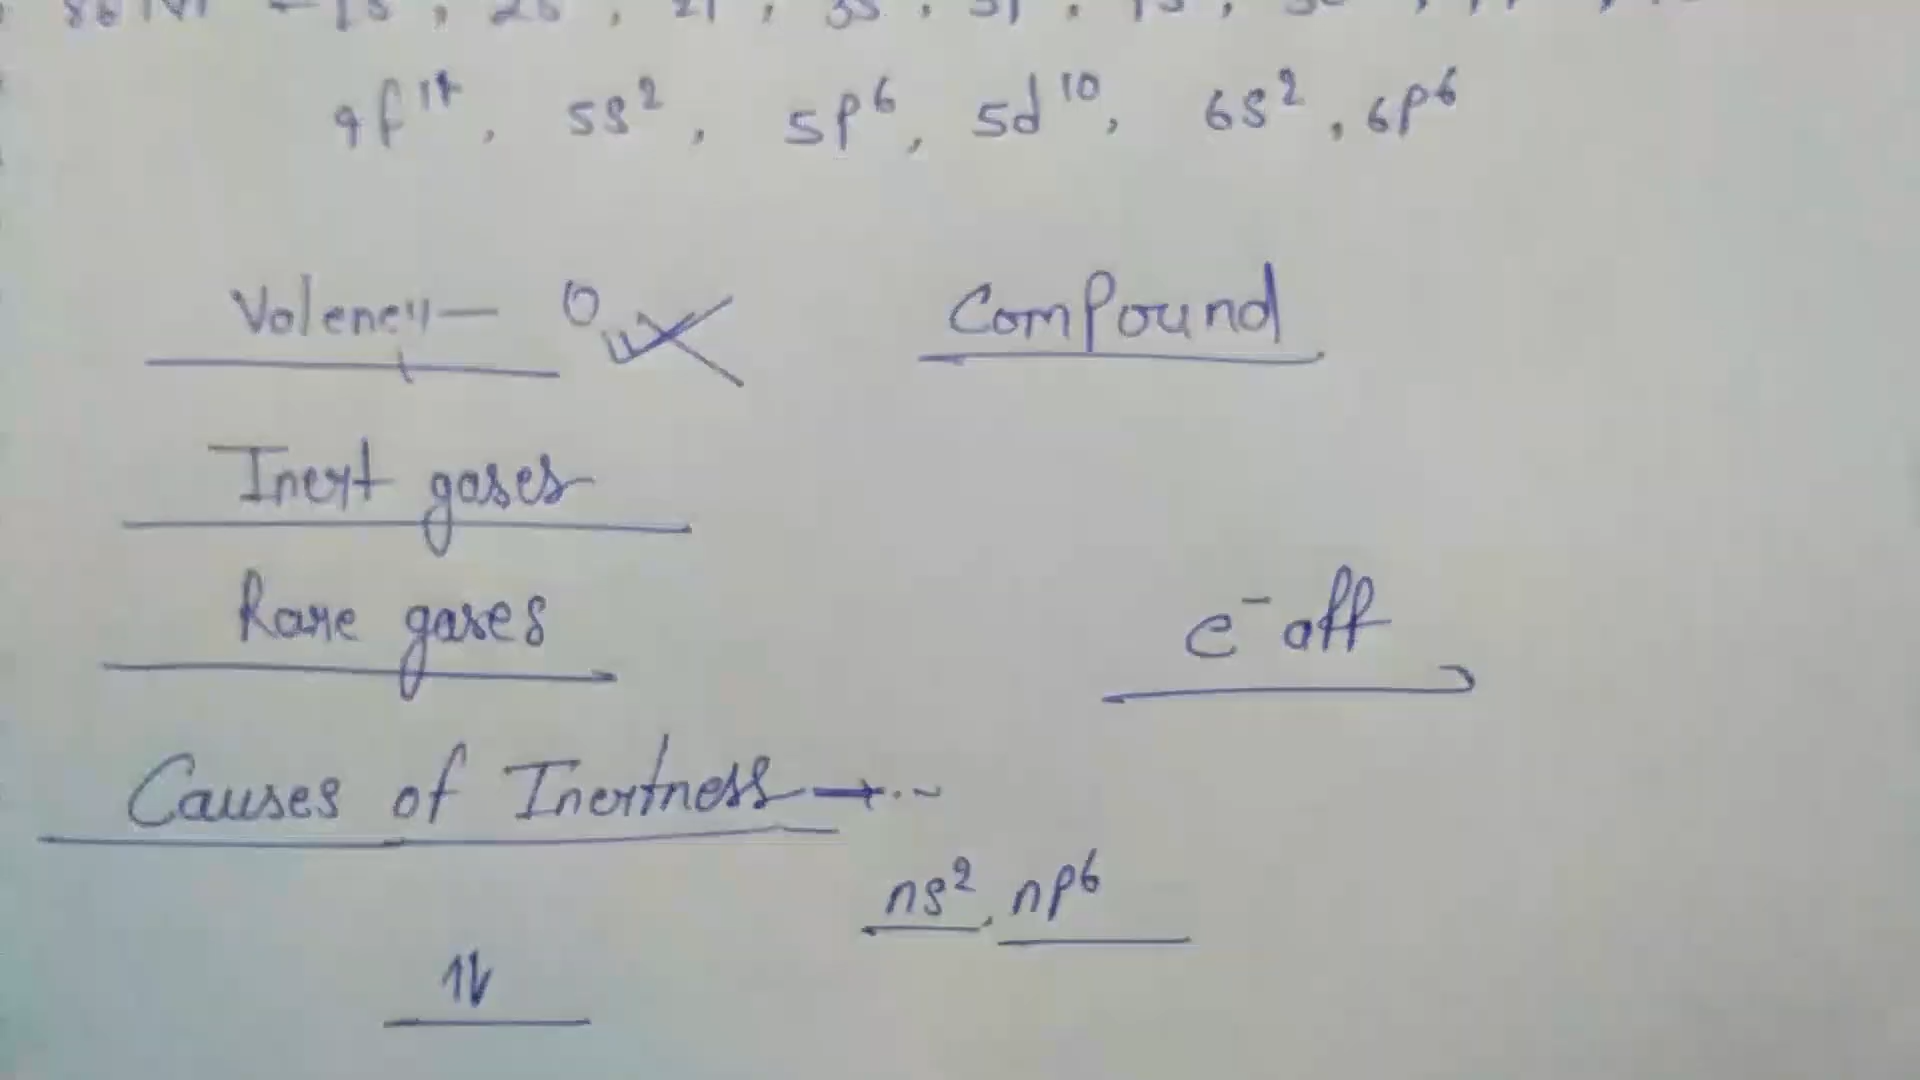 4f¹⁴, 5s², 5p⁶, 5d¹⁰, 6s², 6p⁶
Valency — 0 Compound
Inert gases
Rare gases
e⁻ aff
Causes of Inertness →
ns², np⁶
1↓